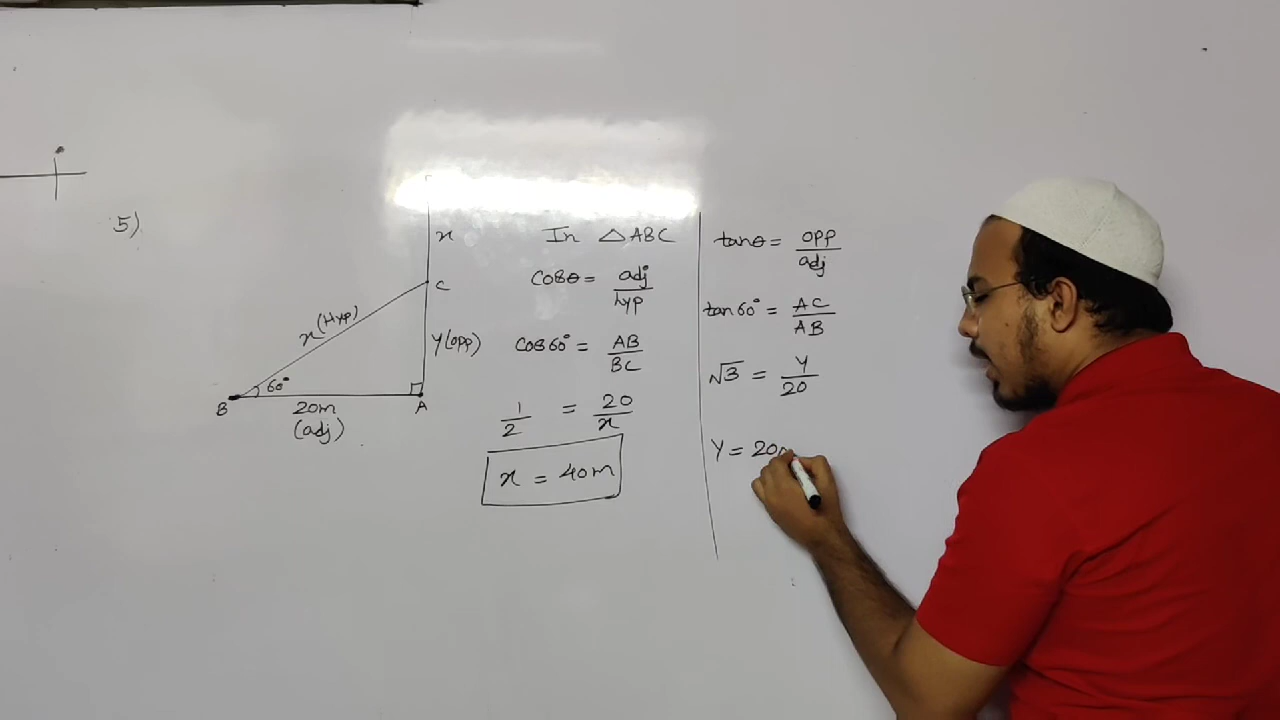 5)
x
C
x (Hyp)
y(opp)
60°
B
20m
A
(adj)
In △ABC
cosθ = adj/hyp
cos60° = AB/BC
1/2 = 20/x
x = 40m
tanθ = opp/adj
tan60° = AC/AB
√3 = y/20
y = 20